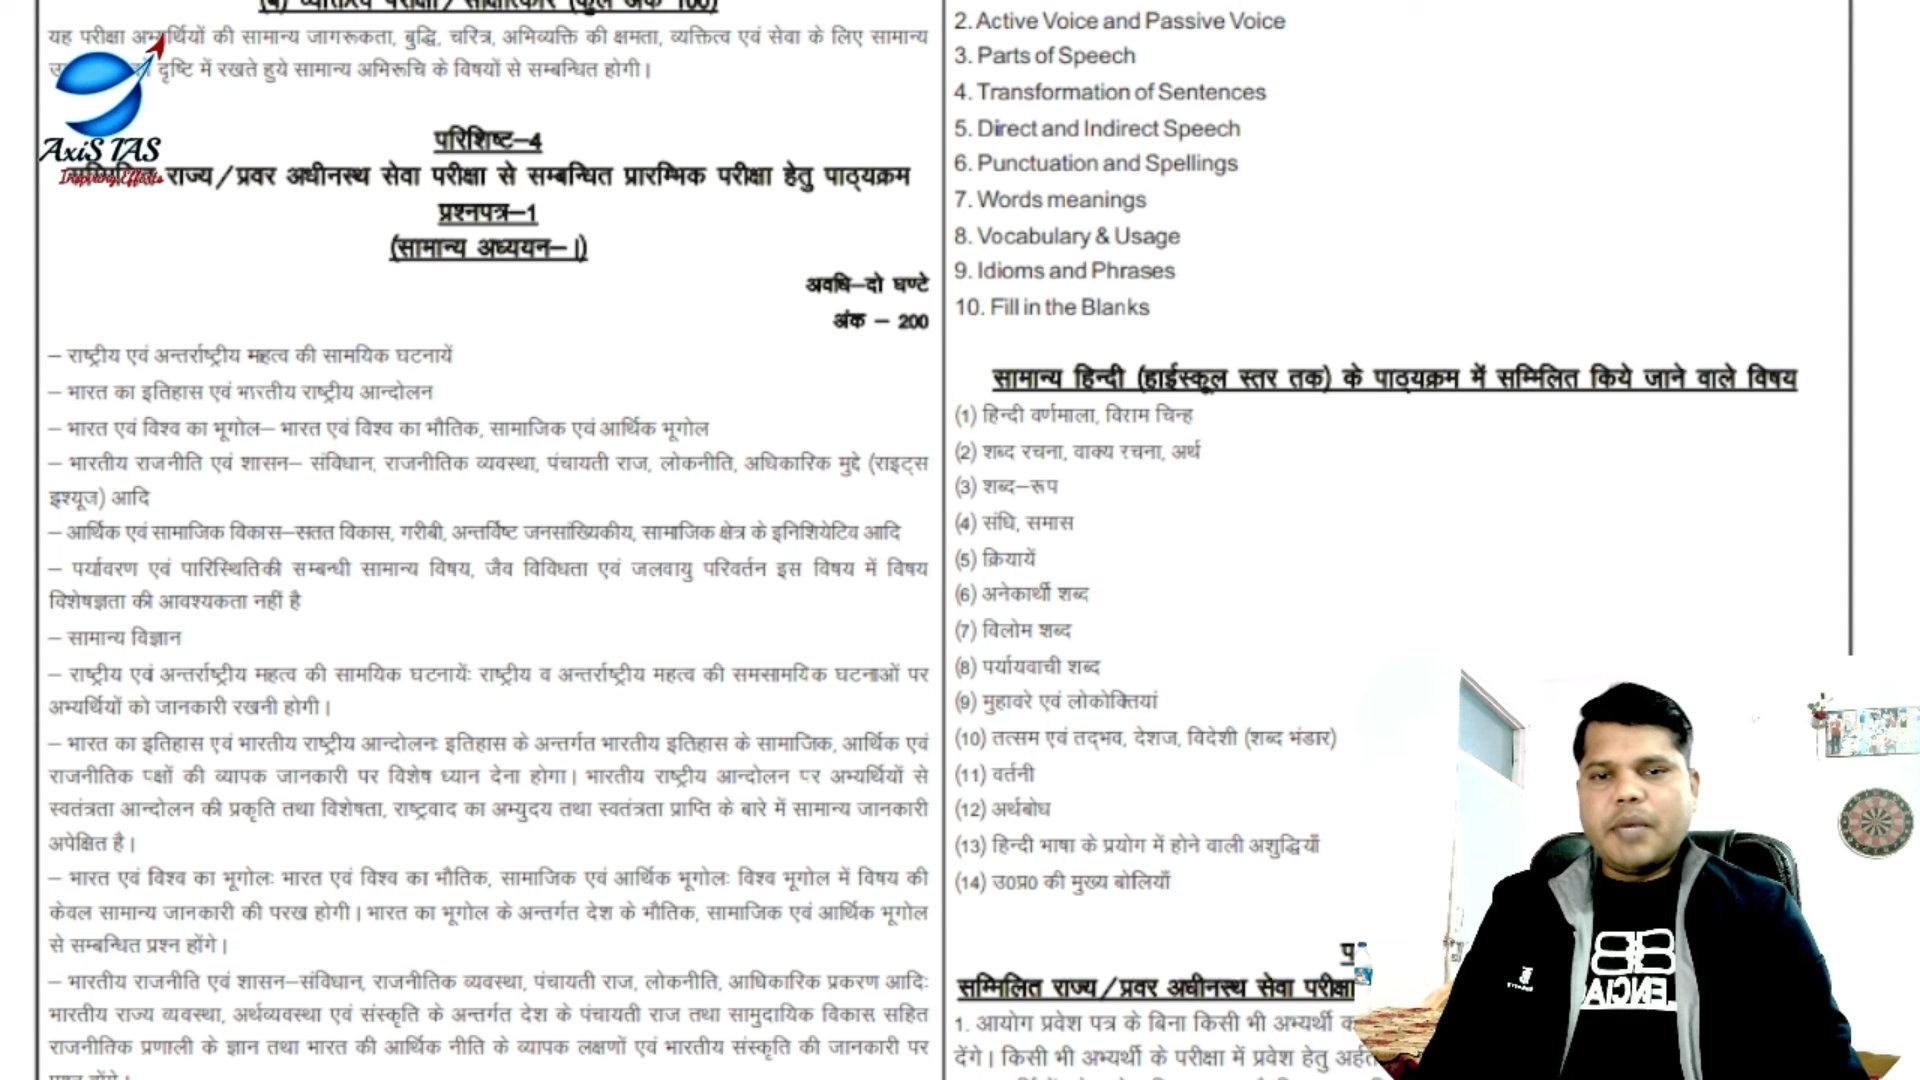 (ब) व्यक्तित्व परीक्षा/साक्षात्कार (कुल अंक 100)
यह परीक्षा अभ्यर्थियों की सामान्य जागरूकता, बुद्धि, चरित्र, अभिव्यक्ति की क्षमता, व्यक्तित्व एवं सेवा के लिए सामान्य
दृष्टि में रखते हुये सामान्य अभिरूचि के विषयों से सम्बन्धित होगी।
AxiS IAS
Inspiring Efforts
परिशिष्ट–4
राज्य/प्रवर अधीनस्थ सेवा परीक्षा से सम्बन्धित प्रारम्भिक परीक्षा हेतु पाठ्यक्रम
प्रश्नपत्र–1
(सामान्य अध्ययन–।)
अवधि–दो घण्टे
अंक – 200
– राष्ट्रीय एवं अन्तर्राष्ट्रीय महत्व की सामयिक घटनायें
– भारत का इतिहास एवं भारतीय राष्ट्रीय आन्दोलन
– भारत एवं विश्व का भूगोल– भारत एवं विश्व का भौतिक, सामाजिक एवं आर्थिक भूगोल
– भारतीय राजनीति एवं शासन– संविधान, राजनीतिक व्यवस्था, पंचायती राज, लोकनीति, अधिकारिक मुद्दे (राइट्स
इश्यूज) आदि
– आर्थिक एवं सामाजिक विकास–सतत विकास, गरीबी, अन्तर्विष्ट जनसांख्यिकीय, सामाजिक क्षेत्र के इनिशियेटिव आदि
– पर्यावरण एवं पारिस्थितिकी सम्बन्धी सामान्य विषय, जैव विविधता एवं जलवायु परिवर्तन इस विषय में विषय
विशेषज्ञता की आवश्यकता नहीं है
– सामान्य विज्ञान
– राष्ट्रीय एवं अन्तर्राष्ट्रीय महत्व की सामयिक घटनायेंः राष्ट्रीय व अन्तर्राष्ट्रीय महत्व की समसामयिक घटनाओं पर
अभ्यर्थियों को जानकारी रखनी होगी।
– भारत का इतिहास एवं भारतीय राष्ट्रीय आन्दोलनः इतिहास के अन्तर्गत भारतीय इतिहास के सामाजिक, आर्थिक एवं
राजनीतिक पक्षों की व्यापक जानकारी पर विशेष ध्यान देना होगा। भारतीय राष्ट्रीय आन्दोलन पर अभ्यर्थियों से
स्वतंत्रता आन्दोलन की प्रकृति तथा विशेषता, राष्ट्रवाद का अभ्युदय तथा स्वतंत्रता प्राप्ति के बारे में सामान्य जानकारी
अपेक्षित है।
– भारत एवं विश्व का भूगोलः भारत एवं विश्व का भौतिक, सामाजिक एवं आर्थिक भूगोलः विश्व भूगोल में विषय की
केवल सामान्य जानकारी की परख होगी। भारत का भूगोल के अन्तर्गत देश के भौतिक, सामाजिक एवं आर्थिक भूगोल
से सम्बन्धित प्रश्न होंगे।
– भारतीय राजनीति एवं शासन–संविधान, राजनीतिक व्यवस्था, पंचायती राज, लोकनीति, आधिकारिक प्रकरण आदिः
भारतीय राज्य व्यवस्था, अर्थव्यवस्था एवं संस्कृति के अन्तर्गत देश के पंचायती राज तथा सामुदायिक विकास सहित
राजनीतिक प्रणाली के ज्ञान तथा भारत की आर्थिक नीति के व्यापक लक्षणों एवं भारतीय संस्कृति की जानकारी पर
प्रश्न होंगे।
2. Active Voice and Passive Voice
3. Parts of Speech
4. Transformation of Sentences
5. Direct and Indirect Speech
6. Punctuation and Spellings
7. Words meanings
8. Vocabulary & Usage
9. Idioms and Phrases
10. Fill in the Blanks
सामान्य हिन्दी (हाईस्कूल स्तर तक) के पाठ्यक्रम में सम्मिलित किये जाने वाले विषय
(1) हिन्दी वर्णमाला, विराम चिन्ह
(2) शब्द रचना, वाक्य रचना, अर्थ
(3) शब्द–रूप
(4) संधि, समास
(5) क्रियायें
(6) अनेकार्थी शब्द
(7) विलोम शब्द
(8) पर्यायवाची शब्द
(9) मुहावरे एवं लोकोक्तियां
(10) तत्सम एवं तद्भव, देशज, विदेशी (शब्द भंडार)
(11) वर्तनी
(12) अर्थबोध
(13) हिन्दी भाषा के प्रयोग में होने वाली अशुद्धियाँ
(14) उ0प्र0 की मुख्य बोलियाँ
प
सम्मिलित राज्य/प्रवर अधीनस्थ सेवा परीक्षा
1. आयोग प्रवेश पत्र के बिना किसी भी अभ्यर्थी
देंगे। किसी भी अभ्यर्थी के परीक्षा में प्रवेश हेतु